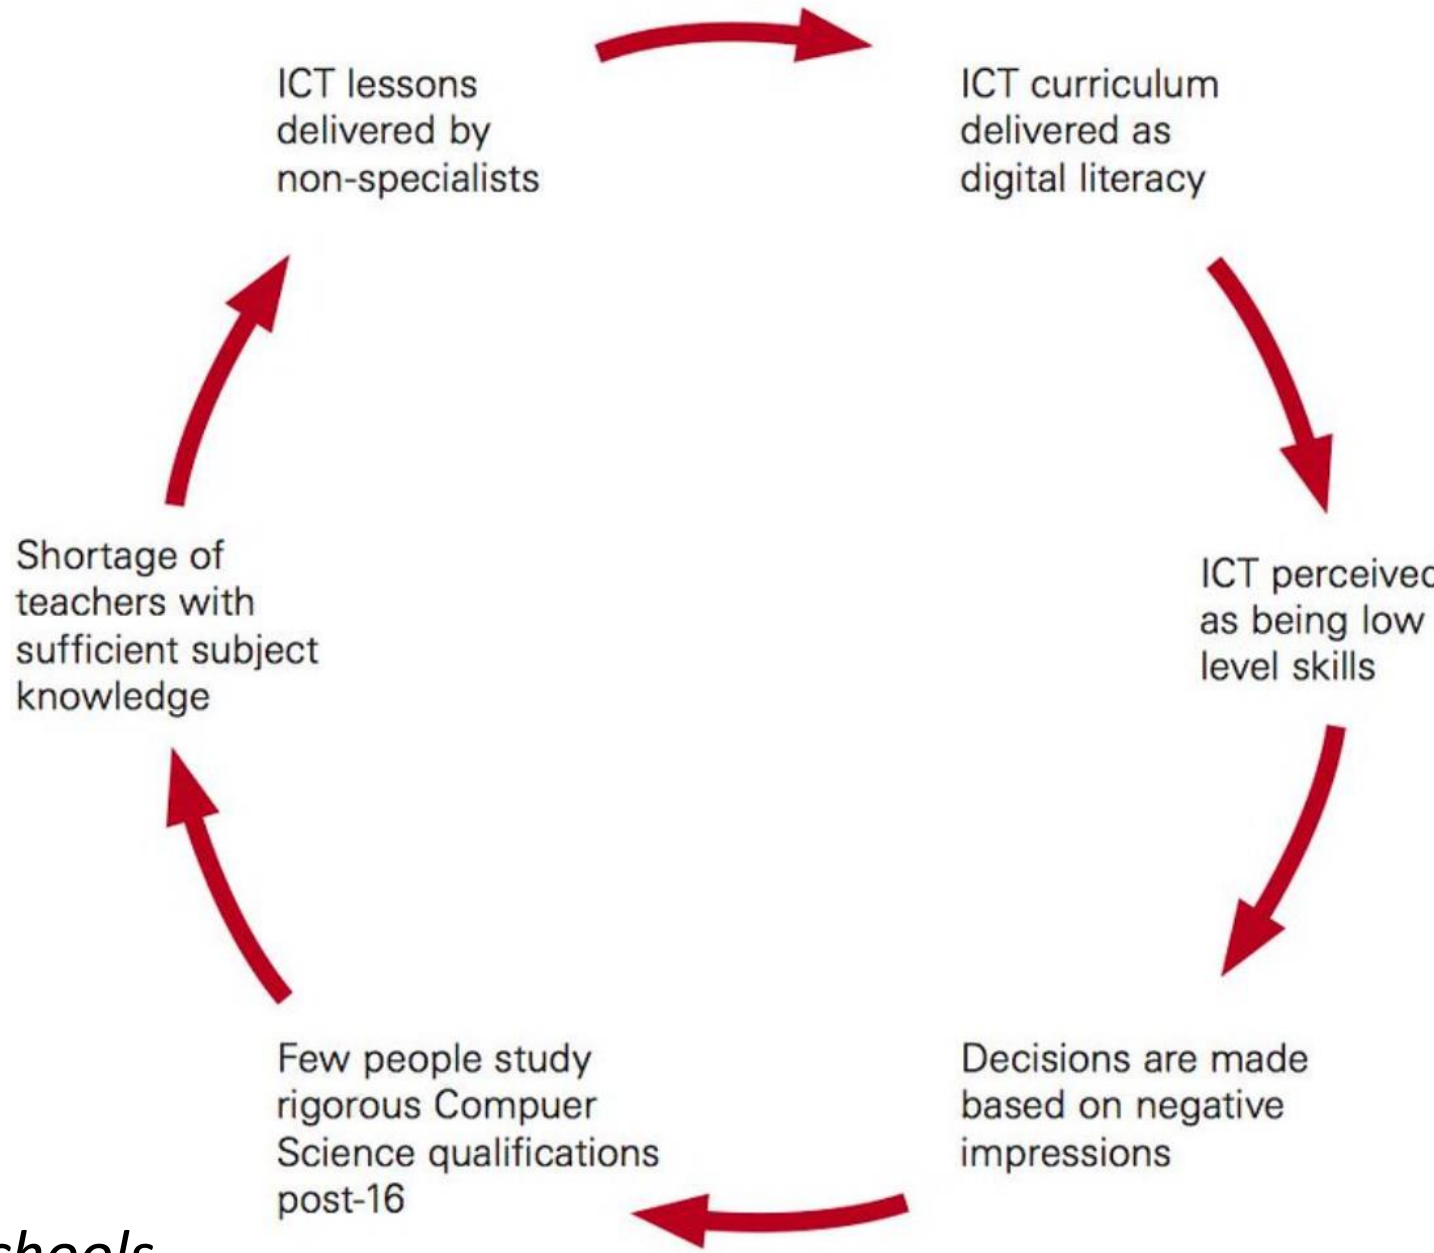 ICT lessons
delivered by
non-specialists
ICT curriculum
delivered as
digital literacy
ICT perceived
as being low
level skills
Decisions are made
based on negative
impressions
Few people study
rigorous Compuer
Science qualifications
post-16
Shortage of
teachers with
sufficient subject
knowledge